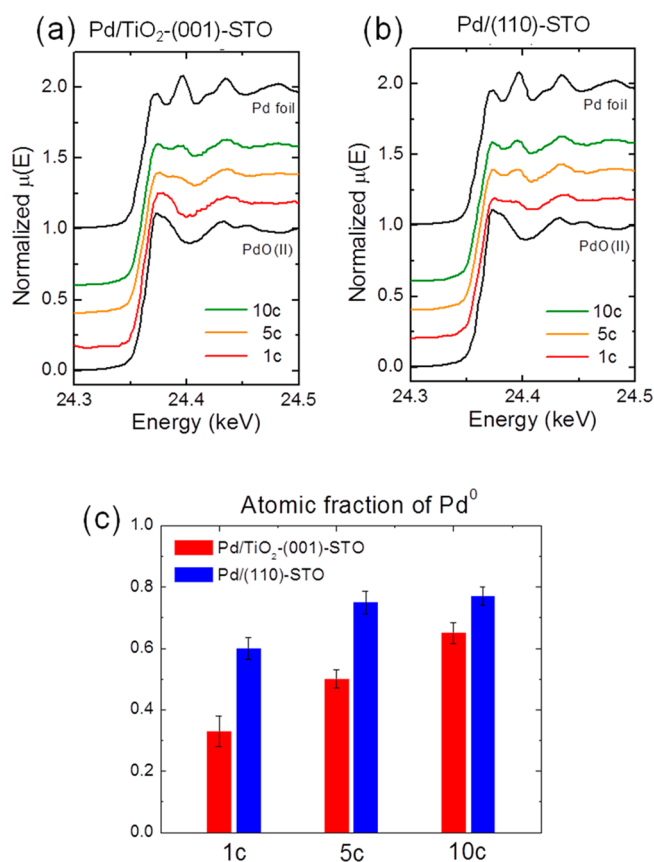 (a) Pd/TiO2-(001)-STO
Normalized μ(E)
2.0
1.5
1.0
0.5
0.0
Pd foil
PdO(II)
10c
5c
1c
24.3 24.4 24.5
Energy (keV)
(b) Pd/(110)-STO
Normalized μ(E)
2.0
1.5
1.0
0.5
0.0
Pd foil
PdO(II)
10c
5c
1c
24.3 24.4 24.5
Energy (keV)
(c) Atomic fraction of Pd⁰
1.0
0.8
0.6
0.4
0.2
0.0
Pd/TiO2-(001)-STO
Pd/(110)-STO
1c 5c 10c